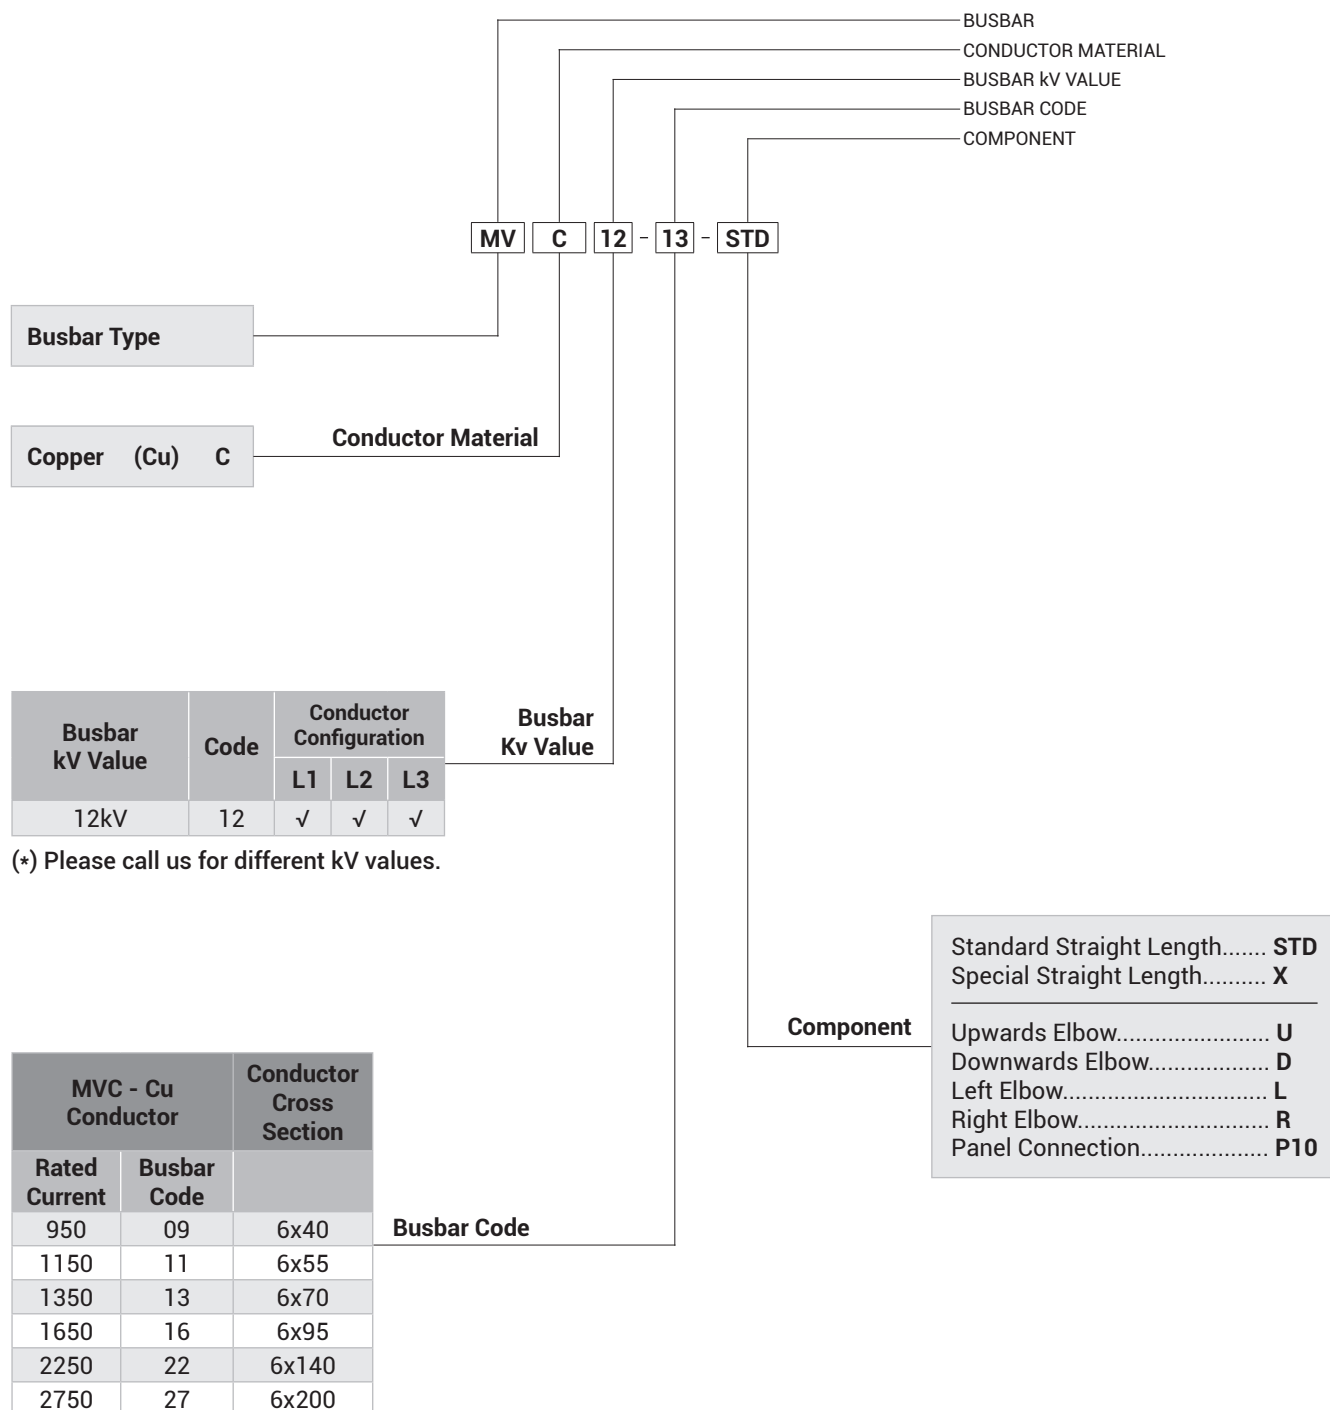 BUSBAR
CONDUCTOR MATERIAL
BUSBAR kV VALUE
BUSBAR CODE
COMPONENT
MV C 12 - 13 - STD
Busbar Type
Conductor Material
Copper (Cu) C
Busbar
kV Value
Code
Conductor
Configuration
L1 L2 L3
12kV 12 √ √ √
Busbar
Kv Value
(*) Please call us for different kV values.
Standard Straight Length....... STD
Special Straight Length.......... X
Component
Upwards Elbow........................ U
Downwards Elbow................... D
Left Elbow................................ L
Right Elbow.............................. R
Panel Connection.................... P10
MVC - Cu
Conductor
Conductor
Cross
Section
Rated
Current
Busbar
Code
950 09 6x40
Busbar Code
1150 11 6x55
1350 13 6x70
1650 16 6x95
2250 22 6x140
2750 27 6x200